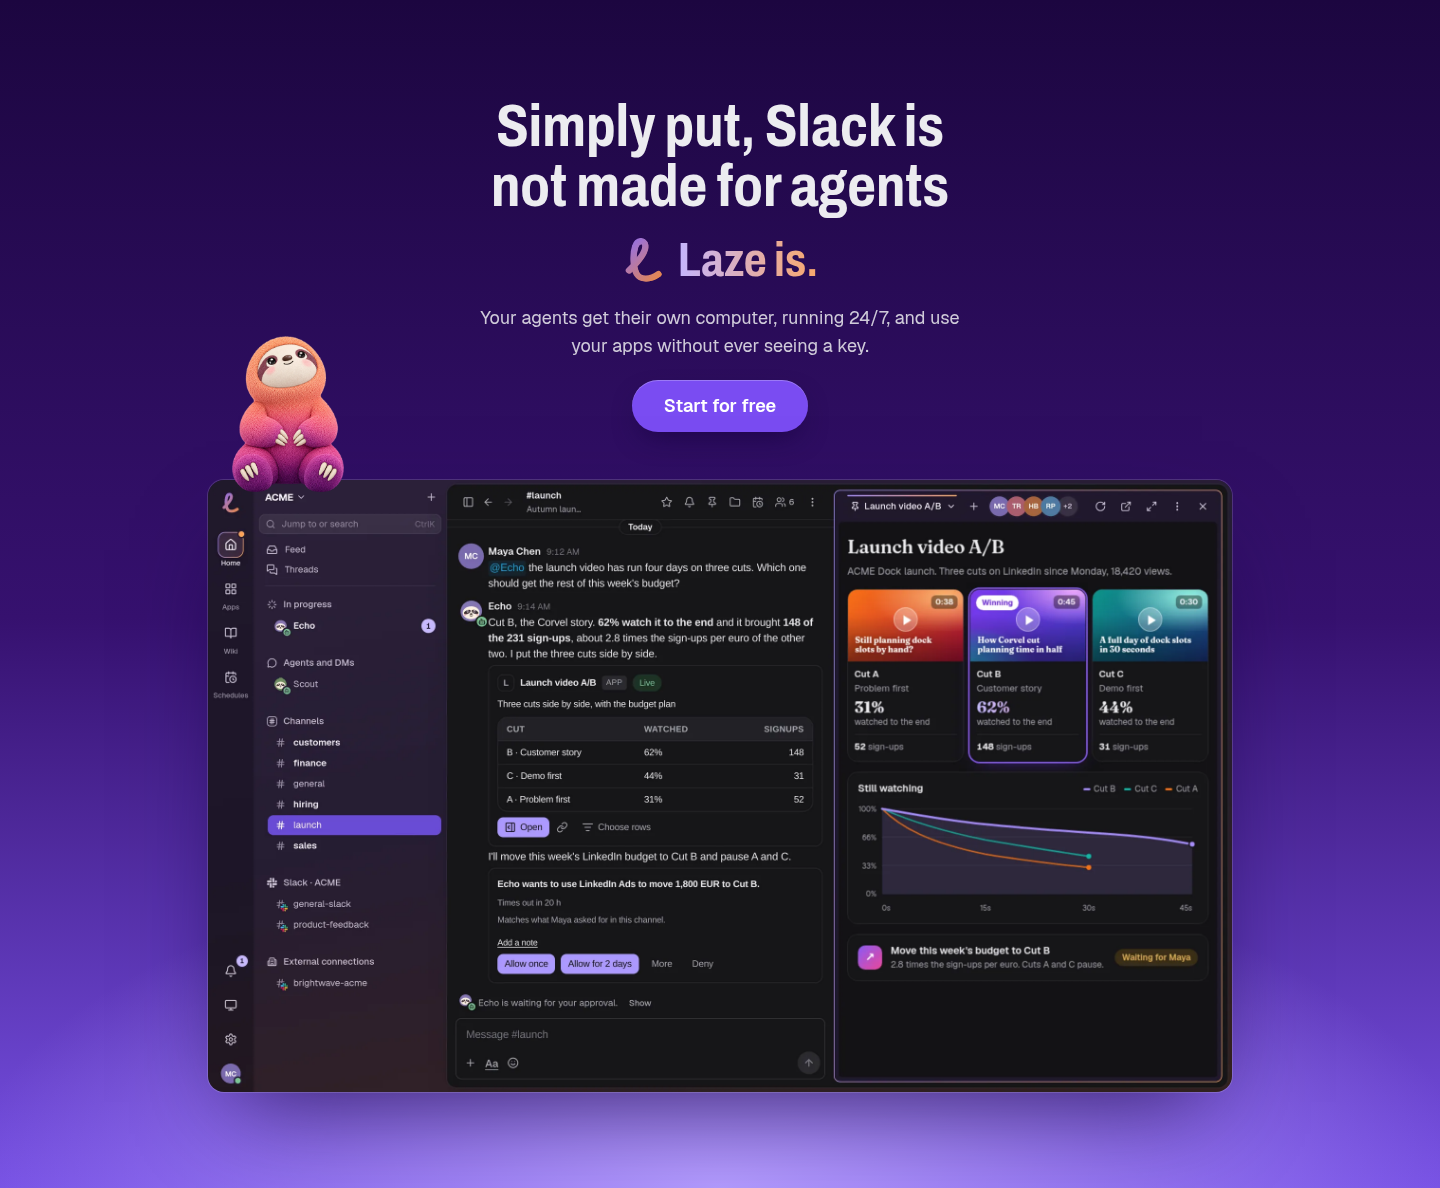 Simply put, Slack is
not made for agents
Laze is.
Your agents get their own computer, running 24/7, and use
your apps without ever seeing a key.
Start for free
ACME
Jump to or search CtrlK
Home
Apps
Wiki
Schedules
1
MC
Feed
Threads
In progress
Echo 1
Agents and DMs
Scout
Channels
# customers
# finance
# general
# hiring
# launch
# sales
Slack · ACME
general-slack
product-feedback
External connections
brightwave-acme
#launch
Autumn laun...
6
Today
MC
Maya Chen 9:12 AM
@Echo the launch video has run four days on three cuts. Which one
should get the rest of this week's budget?
Echo 9:14 AM
Cut B, the Corvel story. 62% watch it to the end and it brought 148 of
the 231 sign-ups, about 2.8 times the sign-ups per euro of the other
two. I put the three cuts side by side.
L Launch video A/B APP Live
Three cuts side by side, with the budget plan
CUT WATCHED SIGNUPS
B · Customer story 62% 148
C · Demo first 44% 31
A · Problem first 31% 52
Open Choose rows
I'll move this week's LinkedIn budget to Cut B and pause A and C.
Echo wants to use LinkedIn Ads to move 1,800 EUR to Cut B.
Times out in 20 h
Matches what Maya asked for in this channel.
Add a note
Allow once Allow for 2 days More Deny
Echo is waiting for your approval. Show
Message #launch
Aa
Launch video A/B MC TR HB RP +2
Launch video A/B
ACME Dock launch. Three cuts on LinkedIn since Monday, 18,420 views.
0:38
Still planning dock
slots by hand?
Cut A
Problem first
31%
watched to the end
52 sign-ups
Winning 0:45
How Corvel cut
planning time in half
Cut B
Customer story
62%
watched to the end
148 sign-ups
0:30
A full day of dock slots
in 30 seconds
Cut C
Demo first
44%
watched to the end
31 sign-ups
Still watching Cut B Cut C Cut A
100%
66%
33%
0%
0s 15s 30s 45s
Move this week's budget to Cut B
2.8 times the sign-ups per euro. Cuts A and C pause.
Waiting for Maya